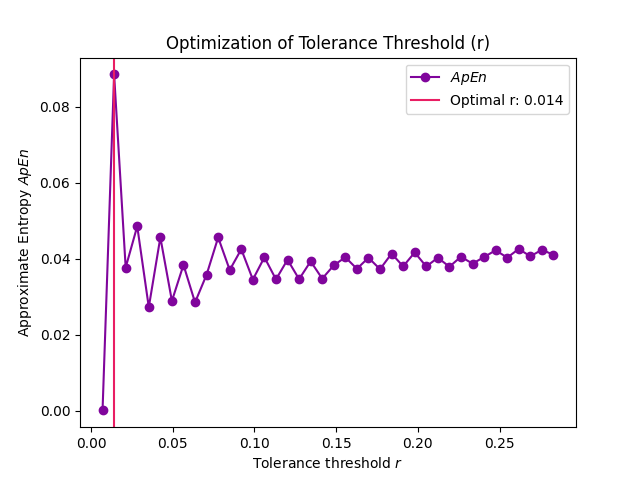 Optimization of Tolerance Threshold (r)
ApEn
Optimal r: 0.014
Approximate Entropy ApEn
0.08
0.06
0.04
0.02
0.00
0.00 0.05 0.10 0.15 0.20 0.25
Tolerance threshold r